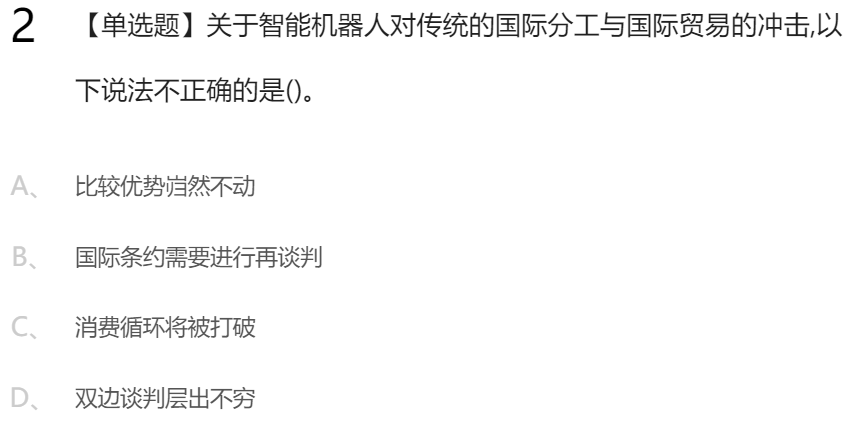 2 【单选题】关于智能机器人对传统的国际分工与国际贸易的冲击,以
下说法不正确的是()。
A、 比较优势岿然不动
B、 国际条约需要进行再谈判
C、 消费循环将被打破
D、 双边谈判层出不穷